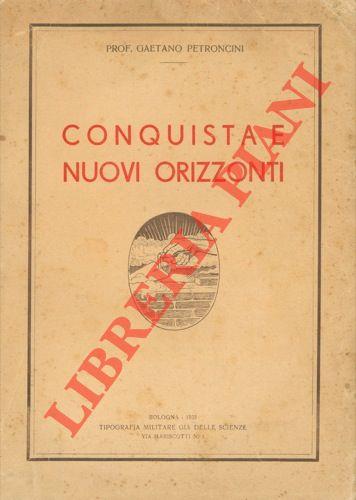 PROF. GAETANO PETRONCINI
CONQUISTA E
NUOVI ORIZZONTI
LIBRERIA PIANI
BOLOGNA -
TIPOGRAFIA MILITARE GIÀ DELLE SCIENZE
VIA MARISCOTTI N.